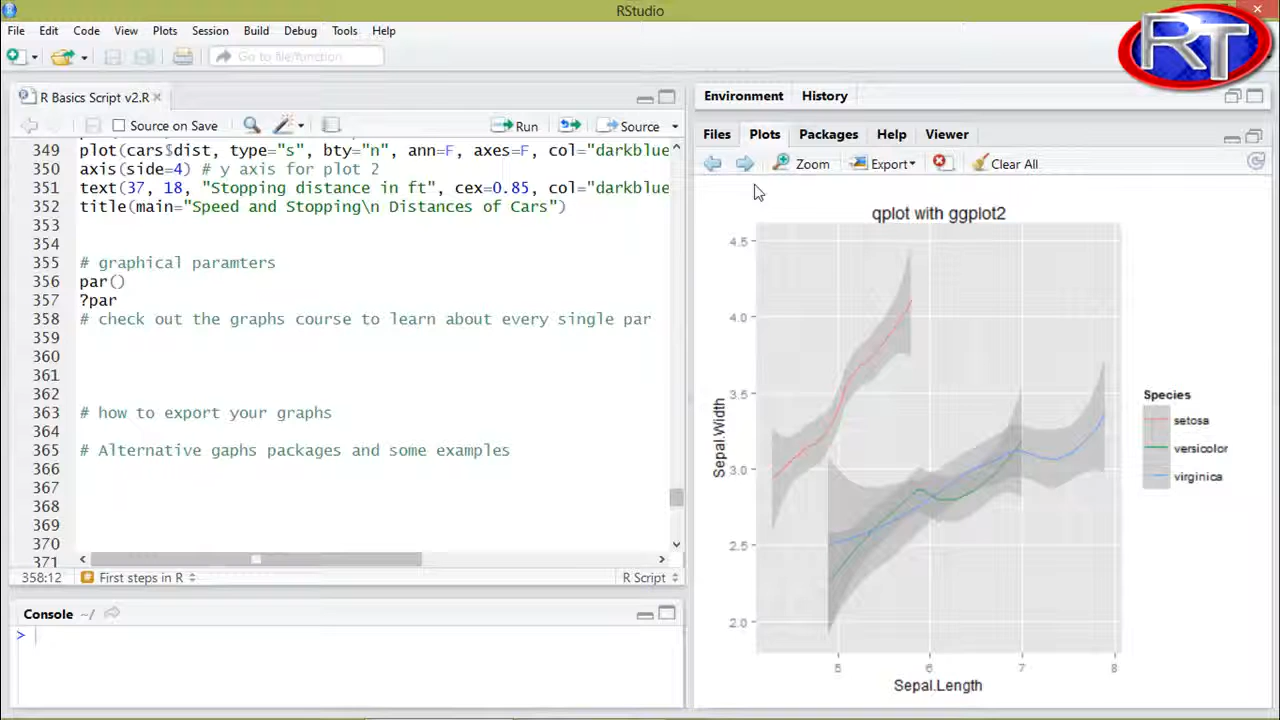 RStudio
RT
File Edit Code View Plots Session Build Debug Tools Help
Go to file/function
R Basics Script v2.R
Environment History
Source on Save Run Source
Files Plots Packages Help Viewer
Zoom Export Clear All
349 plot(cars$dist, type="s", bty="n", ann=F, axes=F, col="darkblue
350 axis(side=4) # y axis for plot 2
351 text(37, 18, "Stopping distance in ft", cex=0.85, col="darkblue
352 title(main="Speed and Stopping\n Distances of Cars")
353
354
355 # graphical paramters
356 par()
357 ?par
358 # check out the graphs course to learn about every single par
359
360
361
362
363 # how to export your graphs
364
365 # Alternative gaphs packages and some examples
366
367
368
369
370
371
358:12 First steps in R R Script
Console ~/
>
qplot with ggplot2
4.5
4.0
3.5
3.0
2.5
2.0
Sepal.Width
5 6 7 8
Sepal.Length
Species
setosa
versicolor
virginica